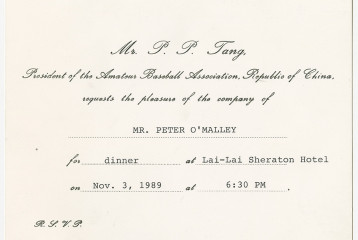 Mr. P. P. Tang,
President of the Amateur Baseball Association, Republic of China,
requests the pleasure of the company of
MR. PETER O'MALLEY
for dinner at Lai-Lai Sheraton Hotel
on Nov. 3, 1989 at 6:30 PM.
R.S.V.P.